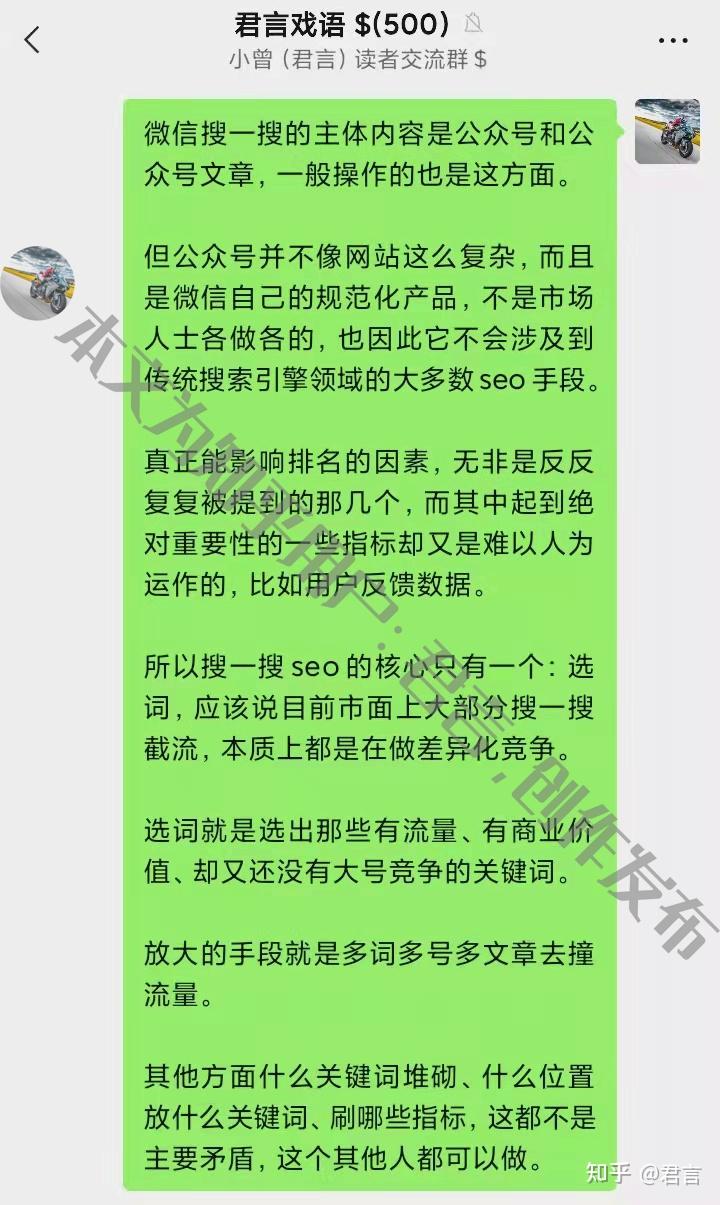 君言戏语 $(500)
小曾（君言）读者交流群 $
微信搜一搜的主体内容是公众号和公
众号文章，一般操作的也是这方面。
但公众号并不像网站这么复杂，而且
是微信自己的规范化产品，不是市场
人士各做各的，也因此它不会涉及到
传统搜索引擎领域的大多数 seo 手段。
真正能影响排名的因素，无非是反反
复复被提到的那几个，而其中起到绝
对重要性的一些指标却又是难以人为
运作的，比如用户反馈数据。
所以搜一搜 seo 的核心只有一个：选
词，应该说目前市面上大部分搜一搜
截流，本质上都是在做差异化竞争。
选词就是选出那些有流量、有商业价
值、却又还没有大号竞争的关键词。
放大的手段就是多词多号多文章去撞
流量。
其他方面什么关键词堆砌、什么位置
放什么关键词、刷哪些指标，这都不是
主要矛盾，这个其他人都可以做。
本文为知乎用户：君言，创作发布
知乎 @君言